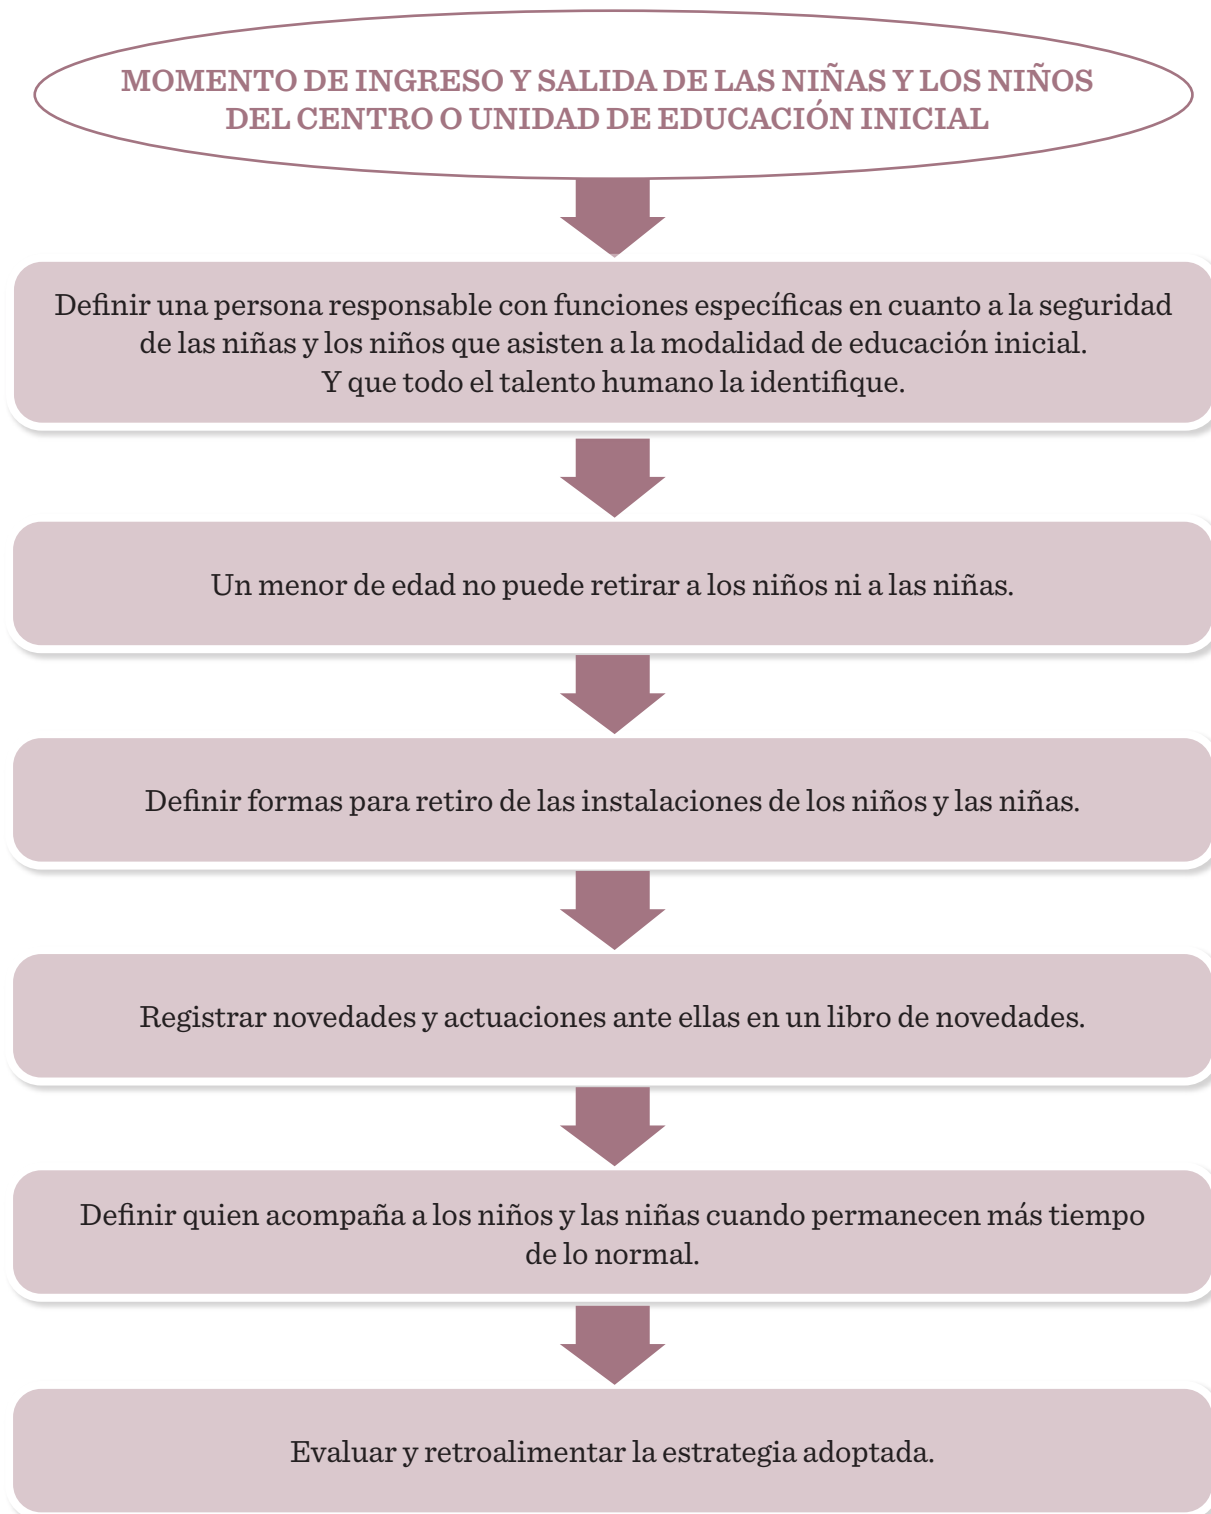 MOMENTO DE INGRESO Y SALIDA DE LAS NIÑAS Y LOS NIÑOS
DEL CENTRO O UNIDAD DE EDUCACIÓN INICIAL
Definir una persona responsable con funciones específicas en cuanto a la seguridad
de las niñas y los niños que asisten a la modalidad de educación inicial.
Y que todo el talento humano la identifique.
Un menor de edad no puede retirar a los niños ni a las niñas.
Definir formas para retiro de las instalaciones de los niños y las niñas.
Registrar novedades y actuaciones ante ellas en un libro de novedades.
Definir quien acompaña a los niños y las niñas cuando permanecen más tiempo
de lo normal.
Evaluar y retroalimentar la estrategia adoptada.